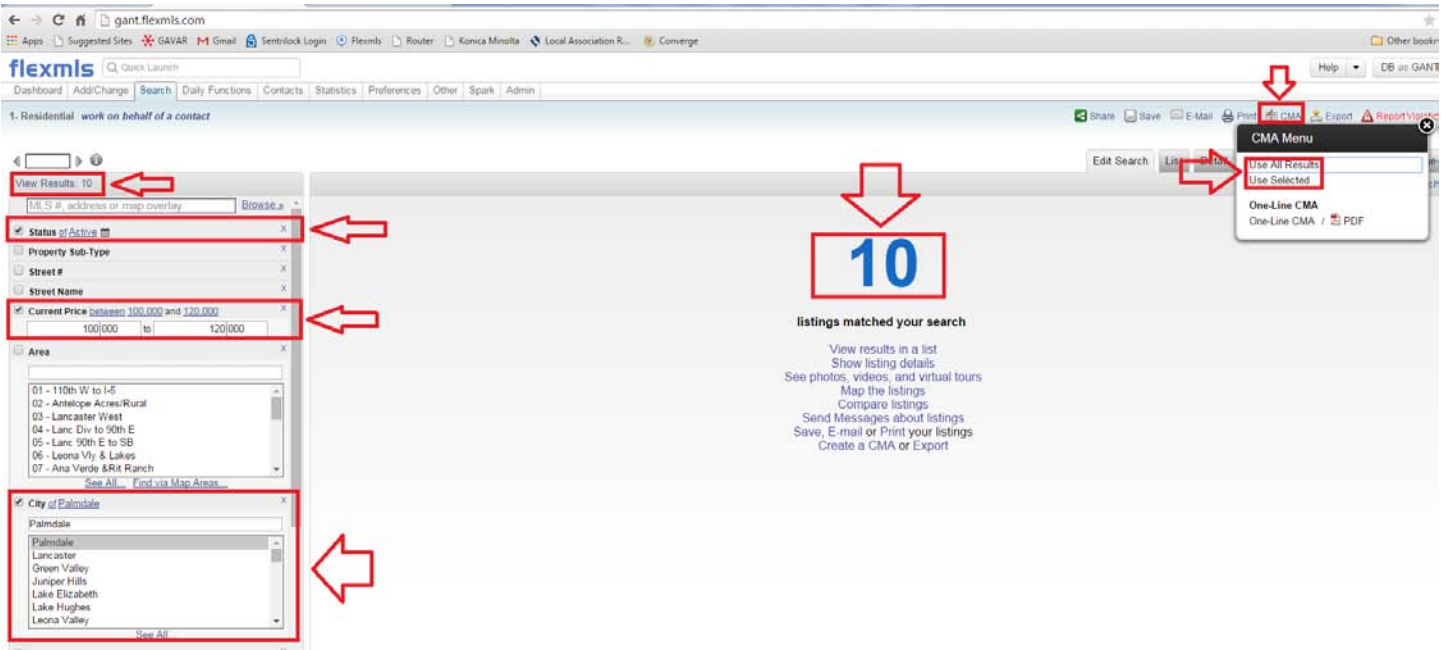 gant.flexmls.com
Apps Suggested Sites GAVAR Gmail Sentrilock Login Flexmls Router Konica Minolta Local Association R... Converge Other bookm
flexmls Quick Launch Help DB as GANT
Dashboard Add/Change Search Daily Functions Contacts Statistics Preferences Other Spark Admin
1- Residential work on behalf of a contact Share Save E-Mail Print CMA Export Report Violation
CMA Menu
Edit Search List Detail Use All Results
View Results: 10 Use Selected
MLS #, address or map overlay Browse »
One-Line CMA
Status of Active X One-Line CMA / PDF
Property Sub-Type X
Street # X
10
Street Name X
Current Price between 100,000 and 120,000 X
100|000 to 120|000 listings matched your search
Area X View results in a list
Show listing details
See photos, videos, and virtual tours
01 - 110th W to I-5 Map the listings
02 - Antelope Acres/Rural Compare listings
03 - Lancaster West Send Messages about listings
04 - Lanc Div to 90th E Save, E-mail or Print your listings
05 - Lanc 90th E to SB Create a CMA or Export
06 - Leona Vly & Lakes
07 - Ana Verde &Rit Ranch
See All... Find via Map Areas...
City of Palmdale X
Palmdale
Palmdale
Lancaster
Green Valley
Juniper Hills
Lake Elizabeth
Lake Hughes
Leona Valley
See All